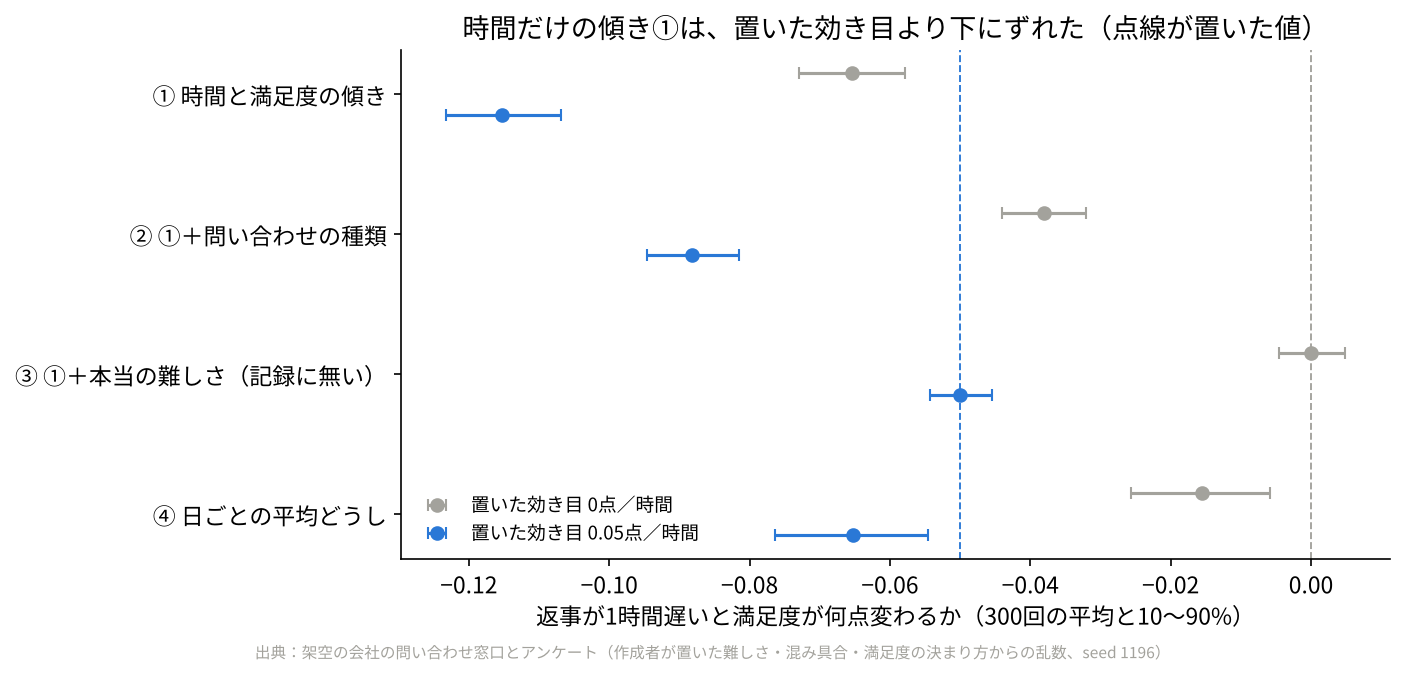 時間だけの傾き①は、置いた効き目より下にずれた（点線が置いた値）
① 時間と満足度の傾き
② ①＋問い合わせの種類
③ ①＋本当の難しさ（記録に無い）
④ 日ごとの平均どうし
置いた効き目 0点／時間
置いた効き目 0.05点／時間
−0.12 −0.10 −0.08 −0.06 −0.04 −0.02 0.00
返事が1時間遅いと満足度が何点変わるか（300回の平均と10〜90%）
出典：架空の会社の問い合わせ窓口とアンケート（作成者が置いた難しさ・混み具合・満足度の決まり方からの乱数、seed 1196）